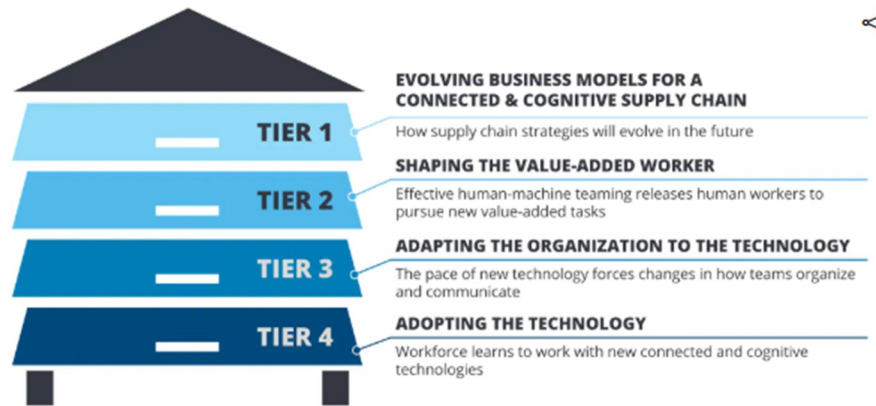 TIER 1
EVOLVING BUSINESS MODELS FOR A
CONNECTED & COGNITIVE SUPPLY CHAIN
How supply chain strategies will evolve in the future
TIER 2
SHAPING THE VALUE-ADDED WORKER
Effective human-machine teaming releases human workers to
pursue new value-added tasks
TIER 3
ADAPTING THE ORGANIZATION TO THE TECHNOLOGY
The pace of new technology forces changes in how teams organize
and communicate
TIER 4
ADOPTING THE TECHNOLOGY
Workforce learns to work with new connected and cognitive
technologies